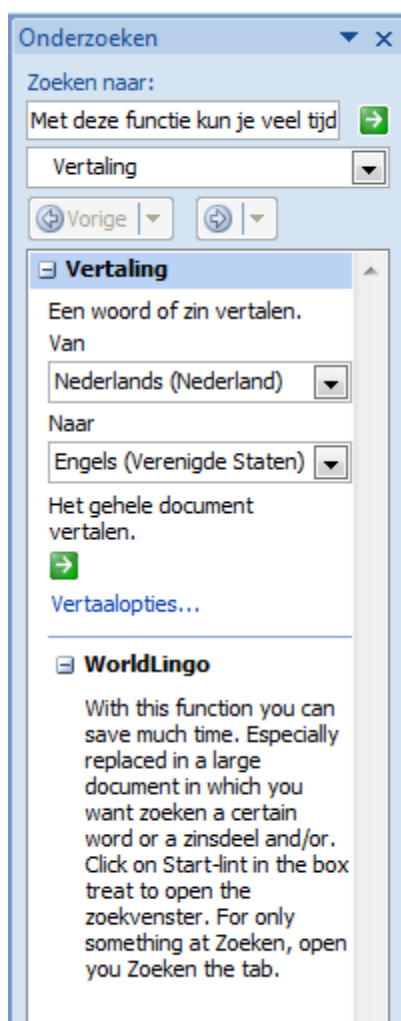 Onderzoeken
Zoeken naar:
Met deze functie kun je veel tijd
Vertaling
Vorige
Vertaling
Een woord of zin vertalen.
Van
Nederlands (Nederland)
Naar
Engels (Verenigde Staten)
Het gehele document
vertalen.
Vertaalopties...
WorldLingo
With this function you can
save much time. Especially
replaced in a large
document in which you
want zoeken a certain
word or a zinsdeel and/or.
Click on Start-lint in the box
treat to open the
zoekvenster. For only
something at Zoeken, open
you Zoeken the tab.